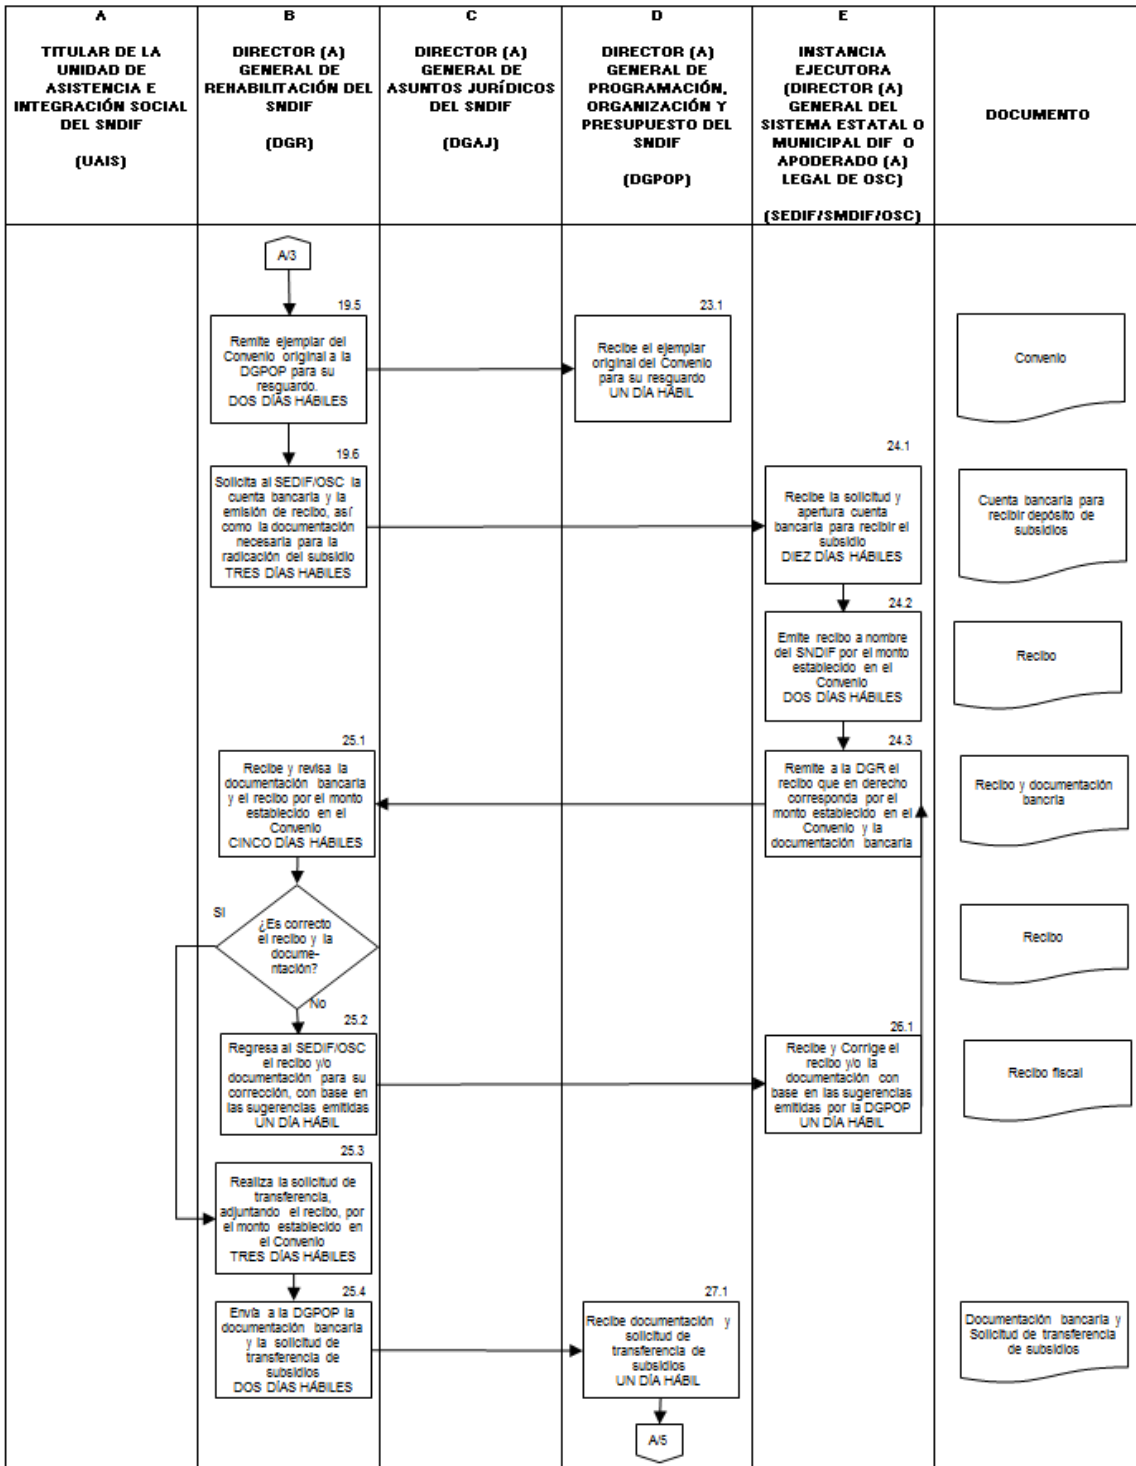 A
TITULAR DE LA
UNIDAD DE
ASISTENCIA E
INTEGRACIÓN SOCIAL
DEL SNDIF
(UAIS)
B
DIRECTOR (A)
GENERAL DE
REHABILITACIÓN DEL
SNDIF
(DGR)
C
DIRECTOR (A)
GENERAL DE
ASUNTOS JURÍDICOS
DEL SNDIF
(DGAJ)
D
DIRECTOR (A)
GENERAL DE
PROGRAMACIÓN,
ORGANIZACIÓN Y
PRESUPUESTO DEL
SNDIF
(DGPOP)
E
INSTANCIA
EJECUTORA
(DIRECTOR (A)
GENERAL DEL
SISTEMA ESTATAL O
MUNICIPAL DIF O
APODERADO (A)
LEGAL DE OSC)
(SEDIF/SMDIF/OSC)
DOCUMENTO
A/3
19.5
Remite ejemplar del
Convenio original a la
DGPOP para su
resguardo.
DOS DÍAS HÁBILES
23.1
Recibe el ejemplar
original del Convenio
para su resguardo
UN DÍA HÁBIL
Convenio
19.6
Solicita al SEDIF/OSC la
cuenta bancaria y la
emisión de recibo, así
como la documentación
necesaria para la
radicación del subsidio
TRES DÍAS HABILES
24.1
Recibe la solicitud y
apertura cuenta
bancaria para recibir el
subsidio
DIEZ DÍAS HÁBILES
Cuenta bancaria para
recibir depósito de
subsidios
24.2
Emite recibo a nombre
del SNDIF por el monto
establecido en el
Convenio
DOS DÍAS HÁBILES
Recibo
25.1
Recibe y revisa la
documentación bancaria
y el recibo por el monto
establecido en el
Convenio
CINCO DÍAS HÁBILES
24.3
Remite a la DGR el
recibo que en derecho
corresponda por el
monto establecido en el
Convenio y la
documentación bancaria
Recibo y documentación
bancria
SI
¿Es correcto
el recibo y la
docume-
ntación?
No
Recibo
25.2
Regresa al SEDIF/OSC
el recibo y/o
documentación para su
corrección, con base en
las sugerencias emitidas
UN DÍA HÁBIL
26.1
Recibe y Corrige el
recibo y/o la
documentación con
base en las sugerencias
emitidas por la DGPOP
UN DÍA HÁBIL
Recibo fiscal
25.3
Realiza la solicitud de
transferencia,
adjuntando el recibo, por
el monto establecido en
el Convenio
TRES DÍAS HÁBILES
25.4
Envía a la DGPOP la
documentación bancaria
y la solicitud de
transferencia de
subsidios
DOS DÍAS HÁBILES
27.1
Recibe documentación y
solicitud de
transferencia de
subsidios
UN DÍA HÁBIL
Documentación bancaria y
Solicitud de transferencia
de subsidios
A/5